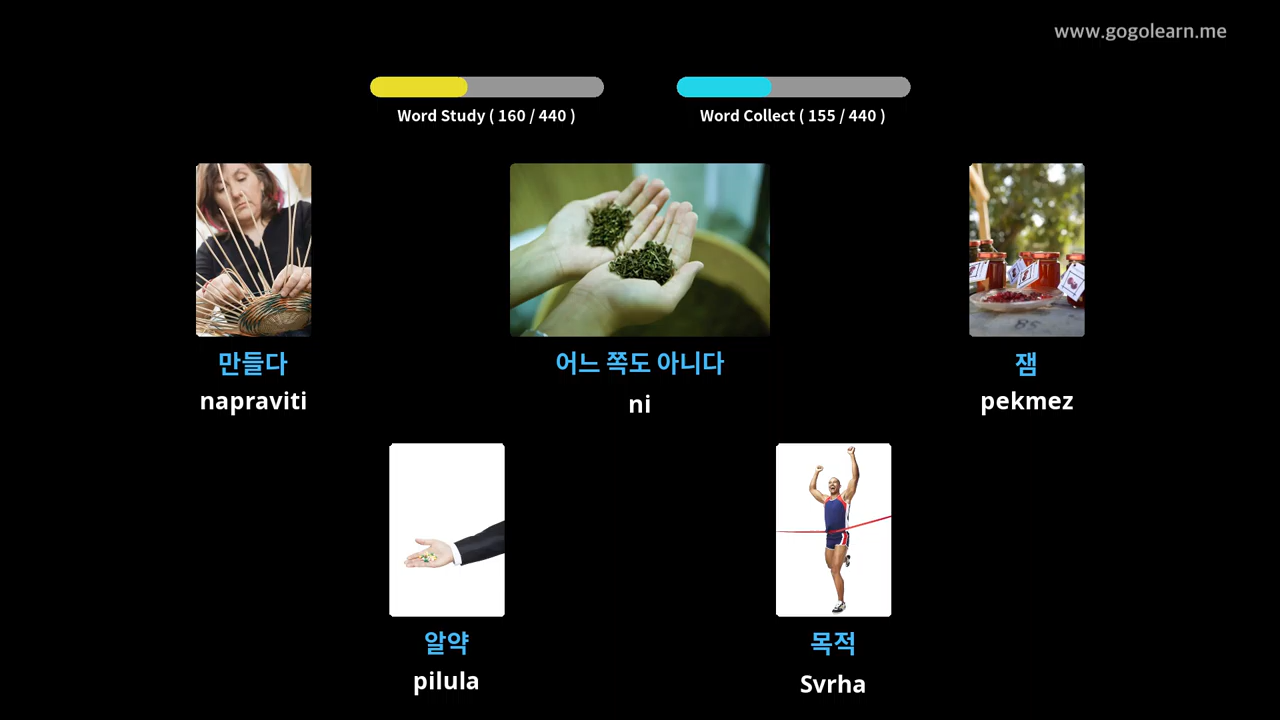 www.gogolearn.me
Word Study ( 160 / 440 )
Word Collect ( 155 / 440 )
만들다
napraviti
어느 쪽도 아니다
ni
잼
pekmez
알약
pilula
목적
Svrha